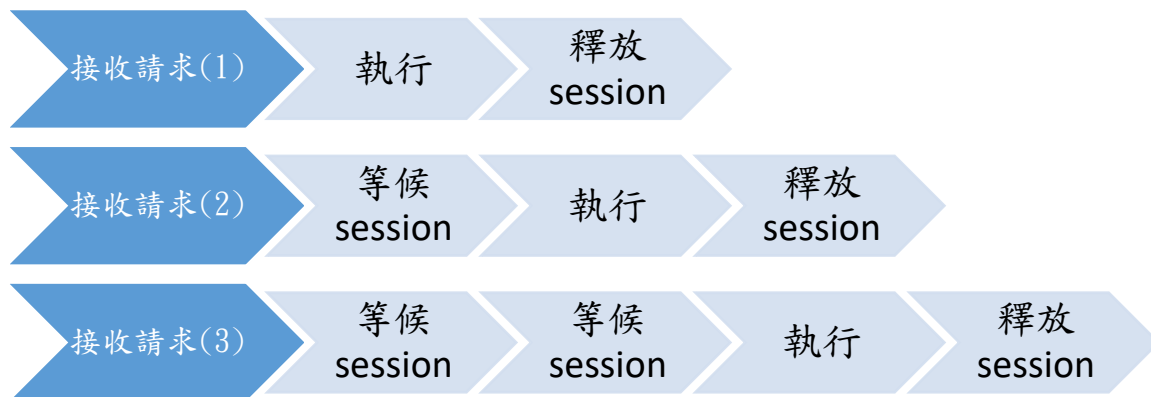 接收請求(1)
執行
釋放
session
接收請求(2)
等候
session
執行
釋放
session
接收請求(3)
等候
session
等候
session
執行
釋放
session